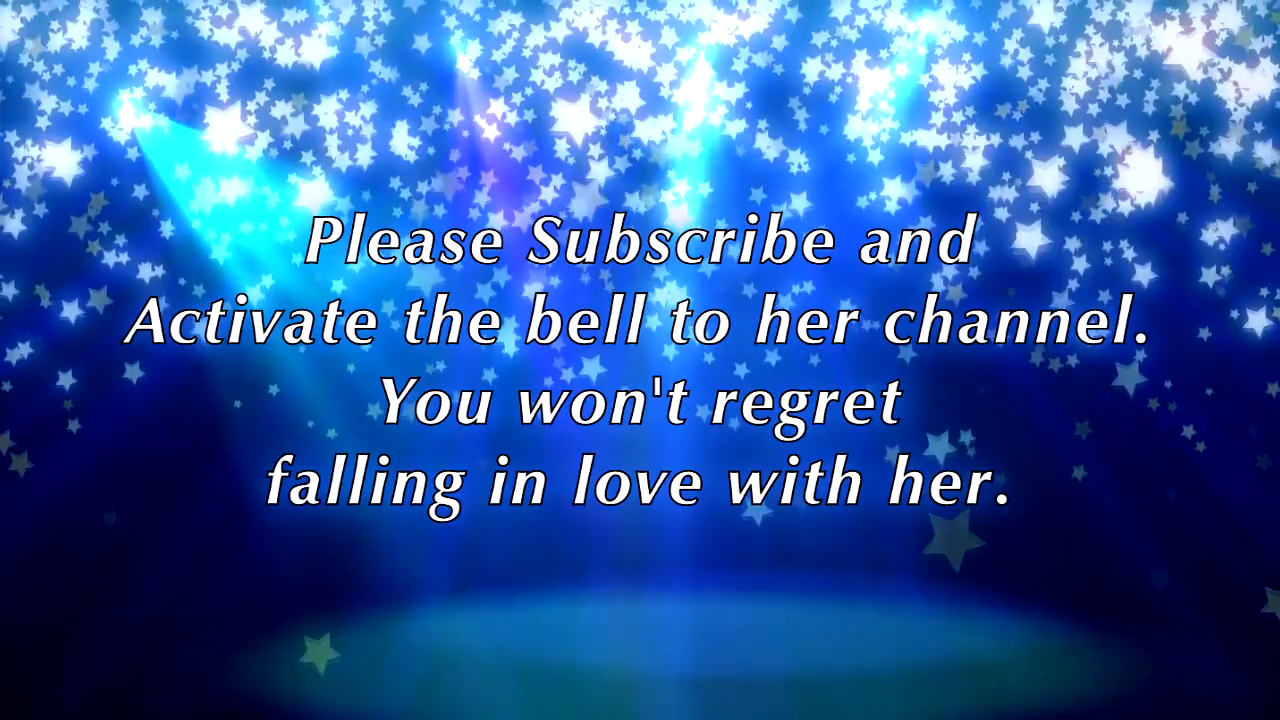 Please Subscribe and
Activate the bell to her channel.
You won't regret
falling in love with her.